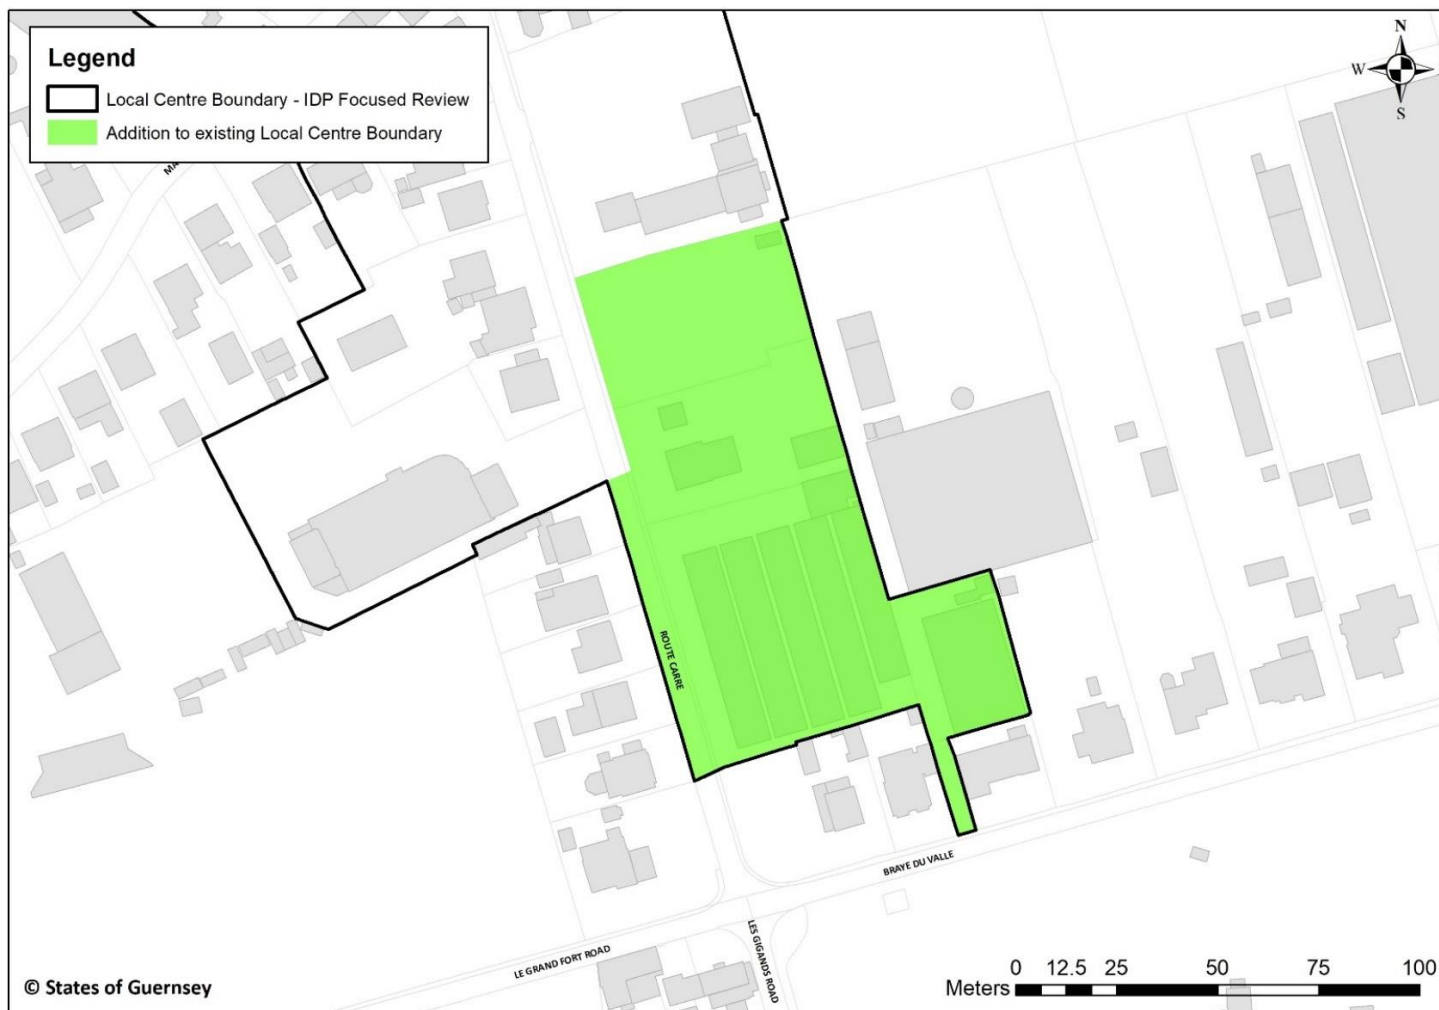 Legend
Local Centre Boundary - IDP Focused Review
Addition to existing Local Centre Boundary
N
W
S
MA
ROUTE CARRE
BRAYE DU VALLE
LE GRAND FORT ROAD
LES GIGANDS ROAD
© States of Guernsey
0 12.5 25 50 75 100
Meters